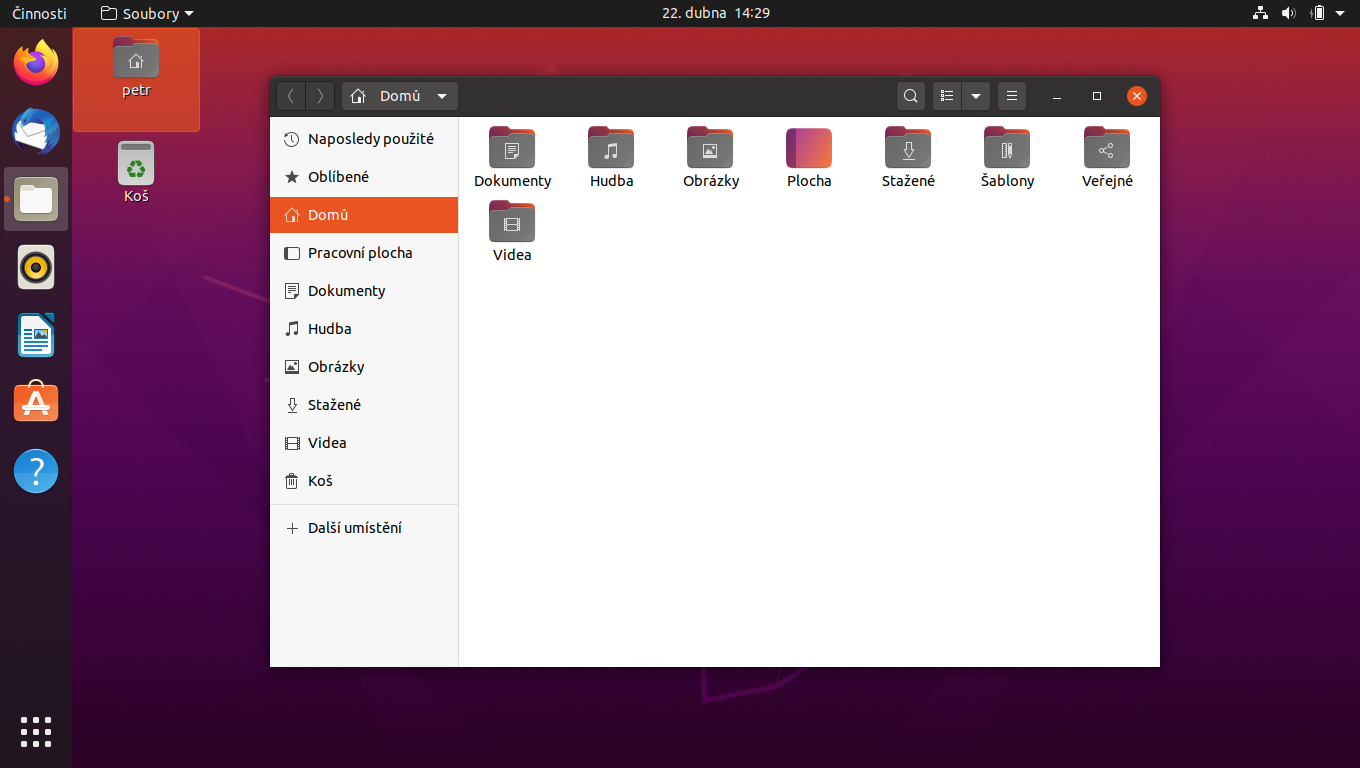 Činnosti
Soubory
22. dubna 14:29
petr
Koš
Domů
Naposledy použité
Oblíbené
Domů
Pracovní plocha
Dokumenty
Hudba
Obrázky
Stažené
Videa
Koš
Další umístění
Dokumenty
Hudba
Obrázky
Plocha
Stažené
Šablony
Veřejné
Videa